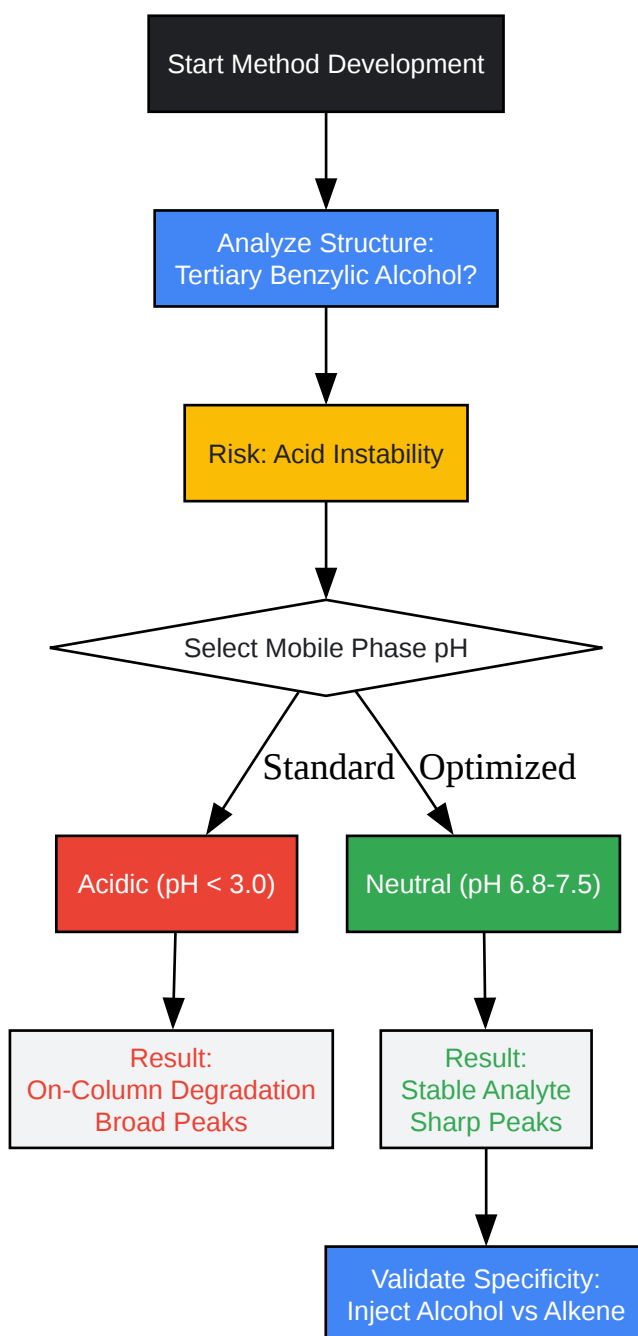 Start Method Development
Analyze Structure:
Tertiary Benzylic Alcohol?
Risk: Acid Instability
Select Mobile Phase pH
Standard
Optimized
Acidic (pH < 3.0)
Neutral (pH 6.8-7.5)
Result:
On-Column Degradation
Broad Peaks
Result:
Stable Analyte
Sharp Peaks
Validate Specificity:
Inject Alcohol vs Alkene